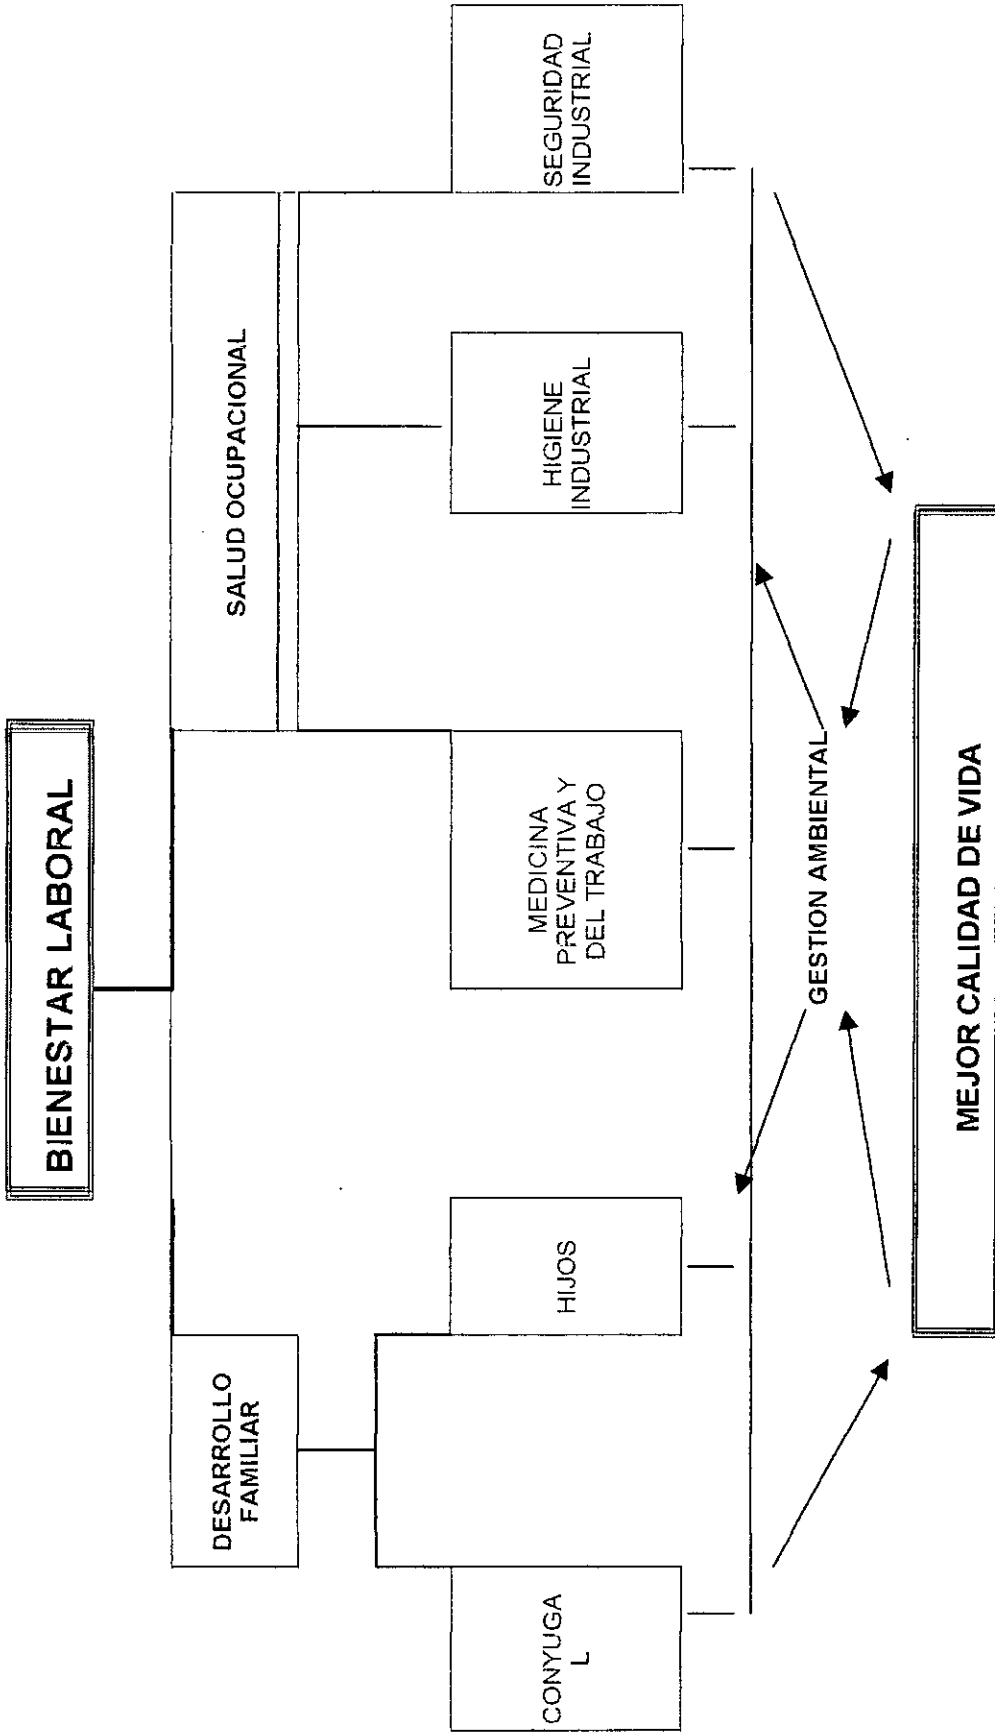 BIENESTAR LABORAL
DESARROLLO
FAMILIAR
SALUD OCUPACIONAL
CONYUGA
L
HIJOS
MEDICINA
PREVENTIVA Y
DEL TRABAJO
HIGIENE
INDUSTRIAL
SEGURIDAD
INDUSTRIAL
GESTION AMBIENTAL
MEJOR CALIDAD DE VIDA